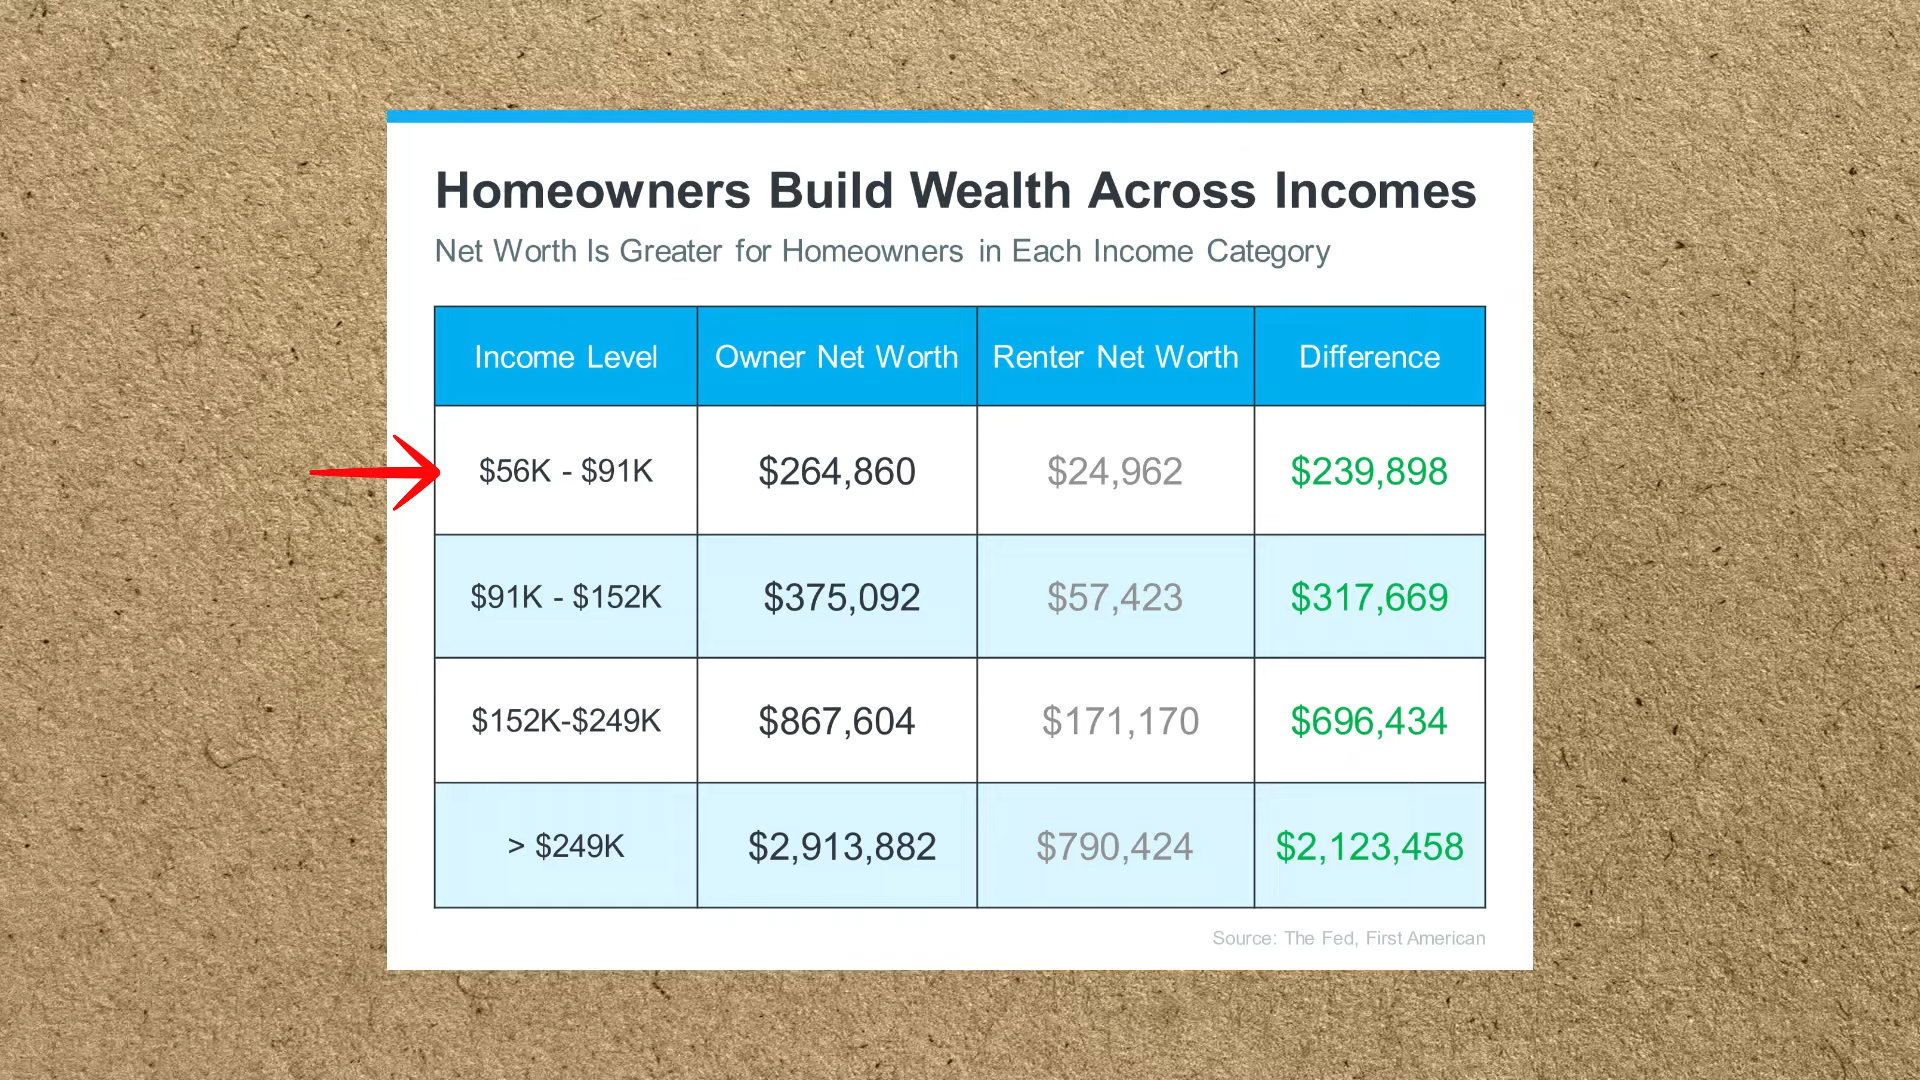 Homeowners Build Wealth Across Incomes
Net Worth Is Greater for Homeowners in Each Income Category
Income Level Owner Net Worth Renter Net Worth Difference
$56K - $91K $264,860 $24,962 $239,898
$91K - $152K $375,092 $57,423 $317,669
$152K-$249K $867,604 $171,170 $696,434
> $249K $2,913,882 $790,424 $2,123,458
Source: The Fed, First American